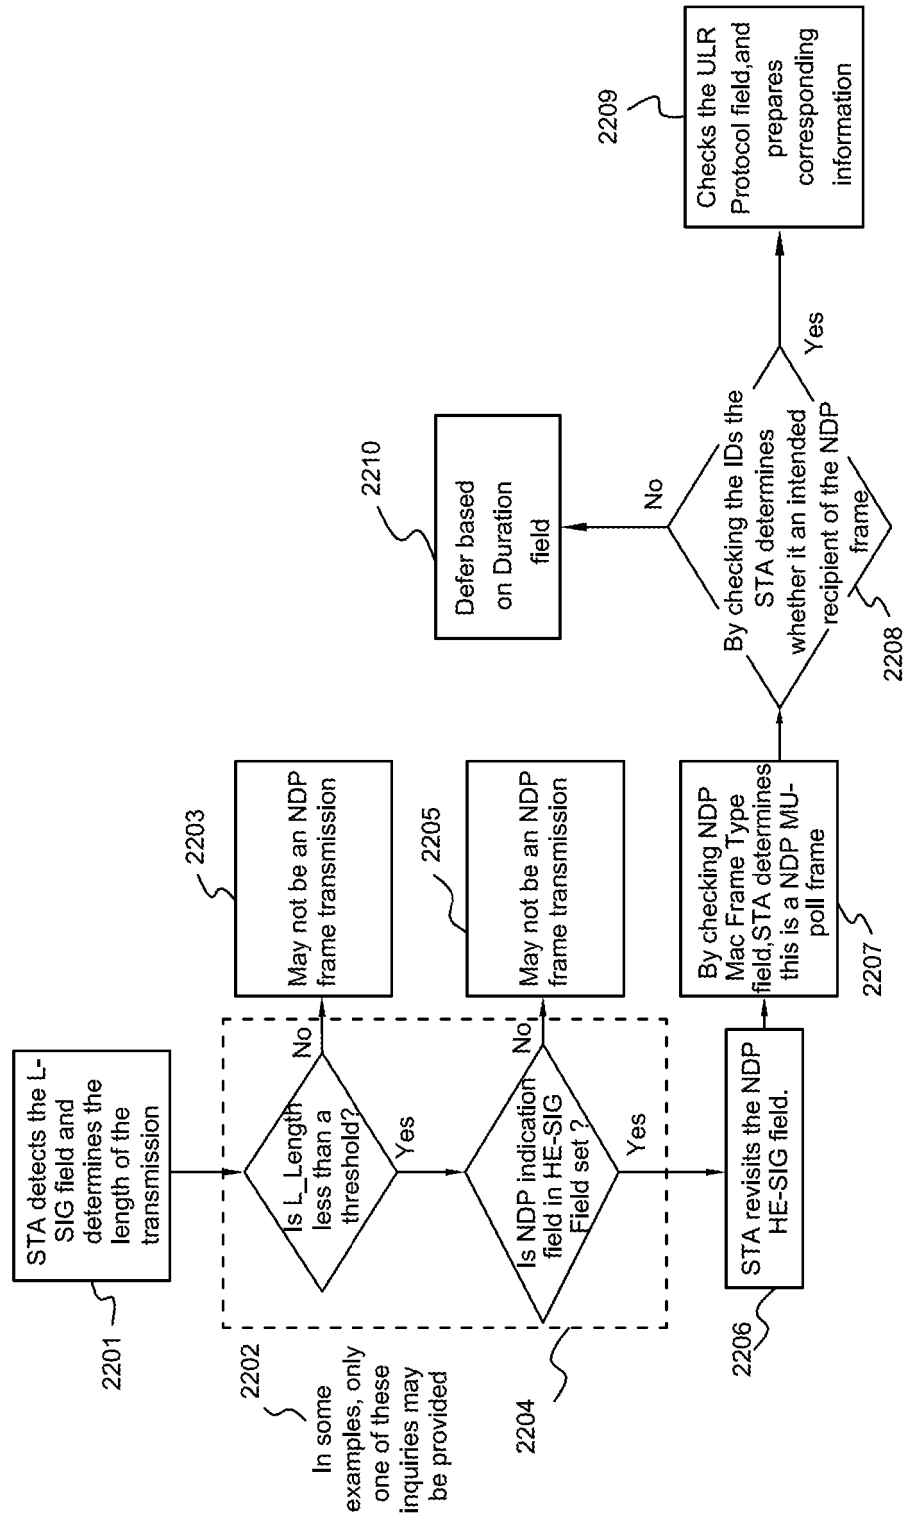 STA detects the L-
SIG field and
determines the
length of the
transmission
2201
2202
In some
examples, only
one of these
inquiries may
be provided
Is L_Length
less than a
threshold?
No
Yes
2203
May not be an NDP
frame transmission
Is NDP indication
field in HE-SIG
Field set ?
No
Yes
2204
2205
May not be an NDP
frame transmission
STA revisits the NDP
HE-SIG field.
2206
By checking NDP
Mac Frame Type
field,STA determines
this is a NDP MU-
poll frame
2207
By checking the IDs the
STA determines
whether it an intended
recipient of the NDP
frame
2208
No
Yes
2210
Defer based
on Duration
field
2209
Checks the ULR
Protocol field,and
prepares
corresponding
information